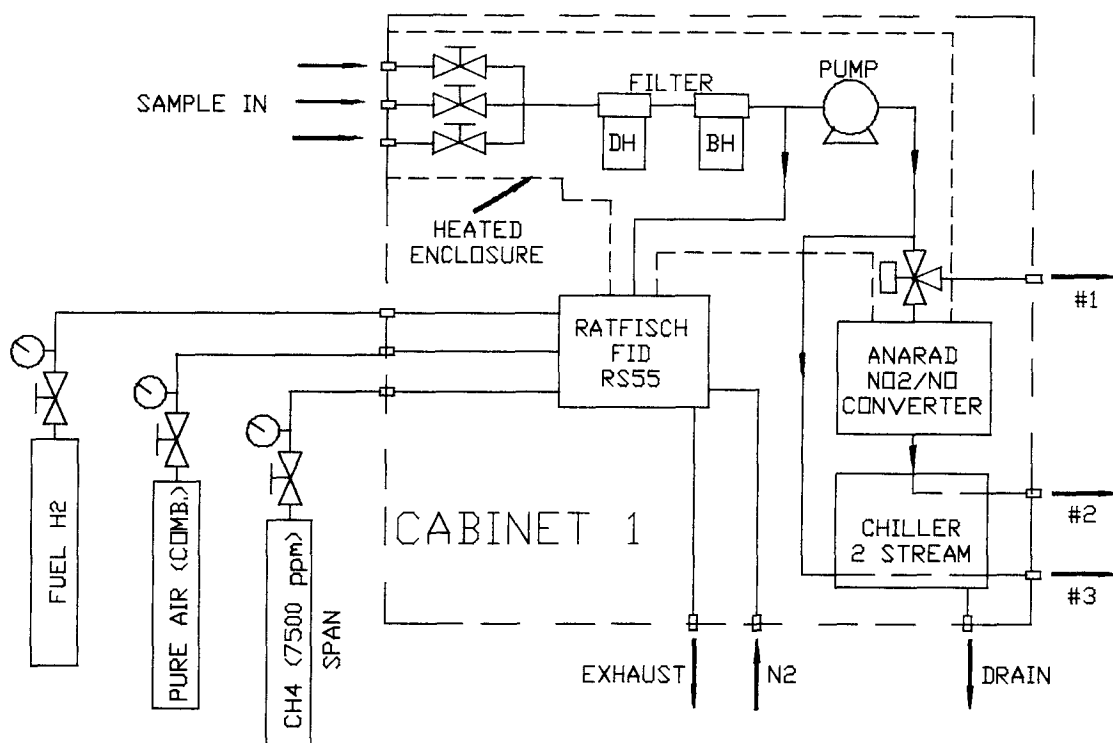 SAMPLE IN
FILTER
PUMP
DH
BH
HEATED
ENCLOSURE
#1
RATFISCH
FID
RS55
ANARAD
NO2/NO
CONVERTER
FUEL H2
PURE AIR (COMB.)
CH4 (7500 ppm)
SPAN
CABINET 1
CHILLER
2 STREAM
#2
#3
EXHAUST
N2
DRAIN